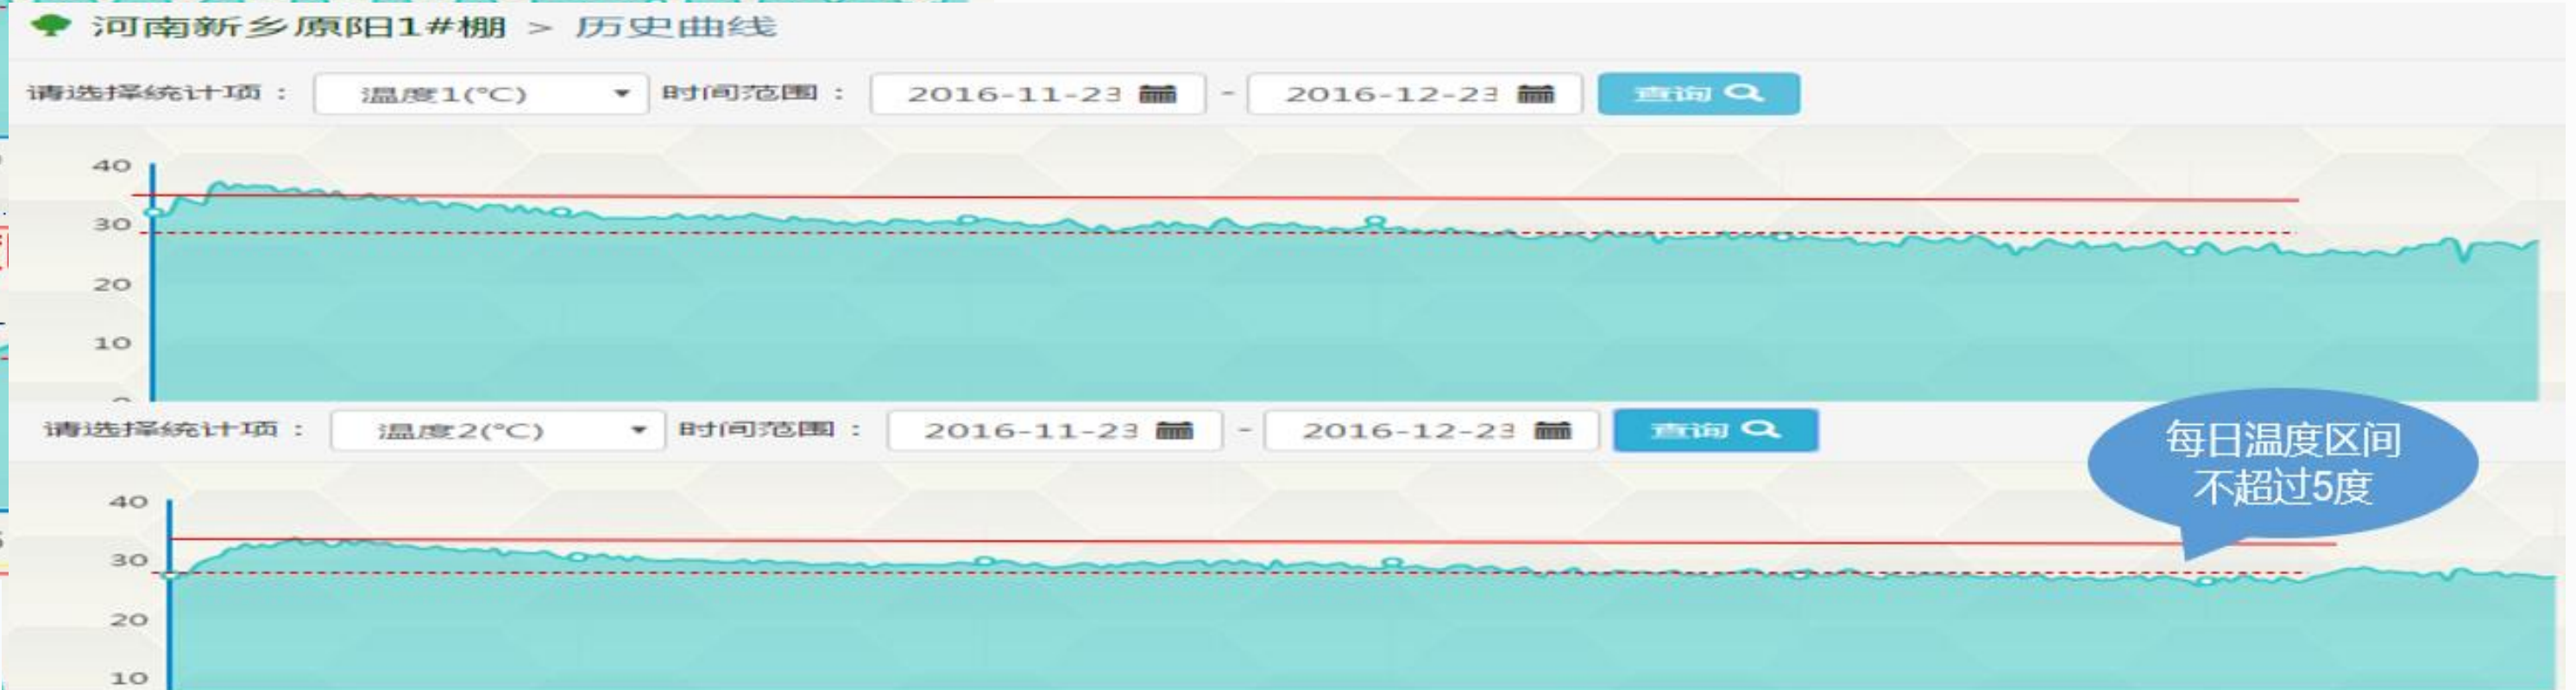 河南新乡原阳1#棚 > 历史曲线
请选择统计项： 温度1(°C) 时间范围： 2016-11-23 - 2016-12-23 查询
40
30
20
10
请选择统计项： 温度2(°C) 时间范围： 2016-11-23 - 2016-12-23 查询
每日温度区间
不超过5度
40
30
20
10